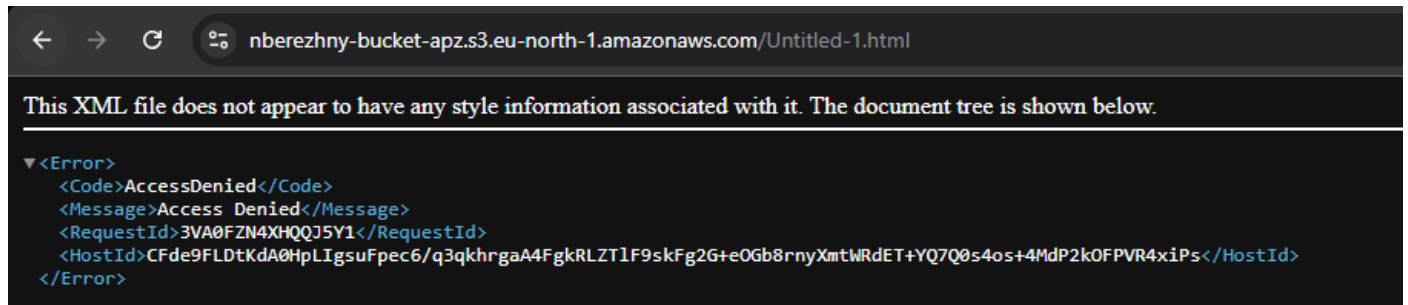 nberezhny-bucket-apz.s3.eu-north-1.amazonaws.com/Untitled-1.html
This XML file does not appear to have any style information associated with it. The document tree is shown below.
▼<Error>
<Code>AccessDenied</Code>
<Message>Access Denied</Message>
<RequestId>3VA0FZN4XHQQJ5Y1</RequestId>
<HostId>CFde9FLDtKdA0HpLIgsuFpec6/q3qkhrgaA4FgkRLZTlF9skFg2G+eOGb8rnyXmtWRdET+YQ7Q0s4os+4MdP2kOFPVR4xiPs</HostId>
</Error>